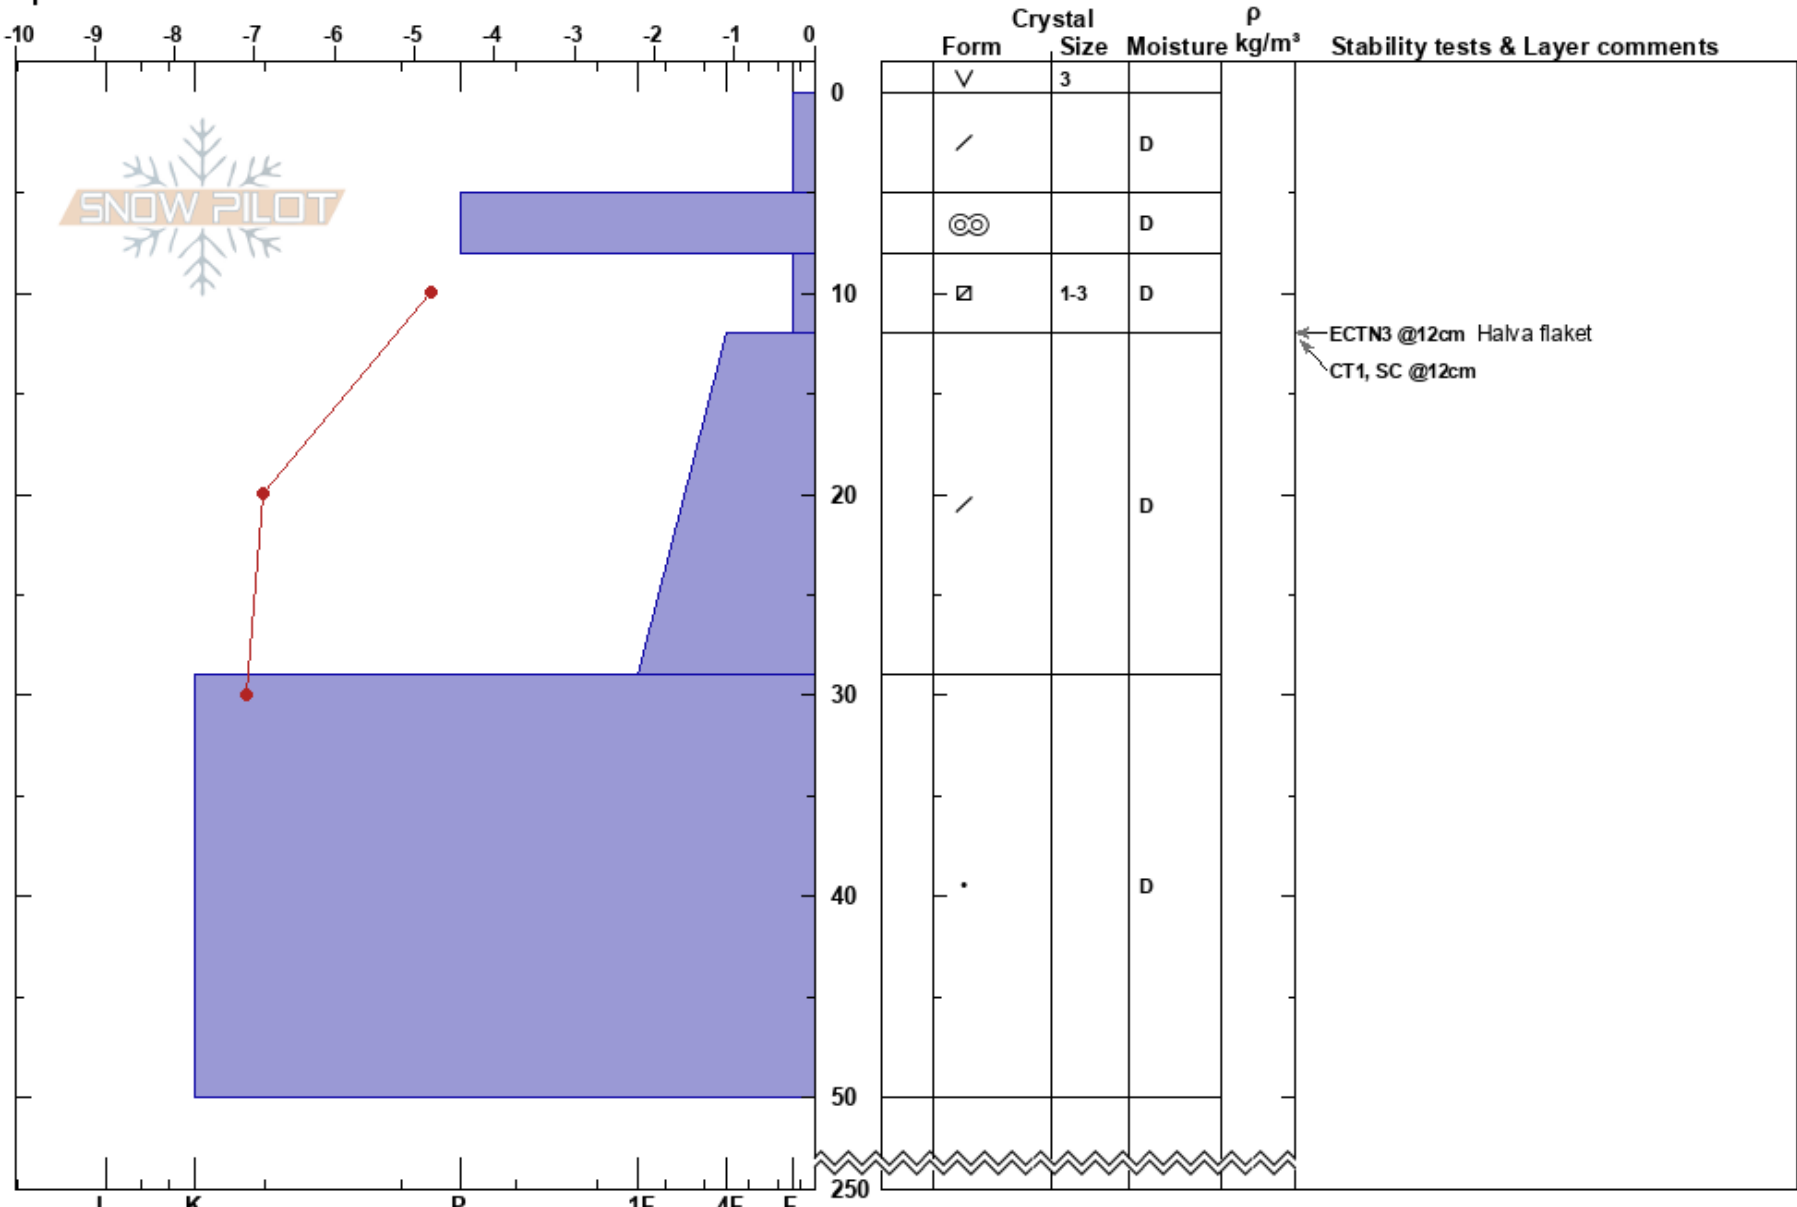 -10 -9 -8 -7 -6 -5 -4 -3 -2 -1 0
Crystal ρ
Form Size Moisture kg/m³ Stability tests & Layer comments
3
0
D
SNOW PILOT
D
10 1-3 D
ECTN3 @12cm Halva flaket
CT1, SC @12cm
20 D
30
40 D
50
250
I K P 1F 4F F